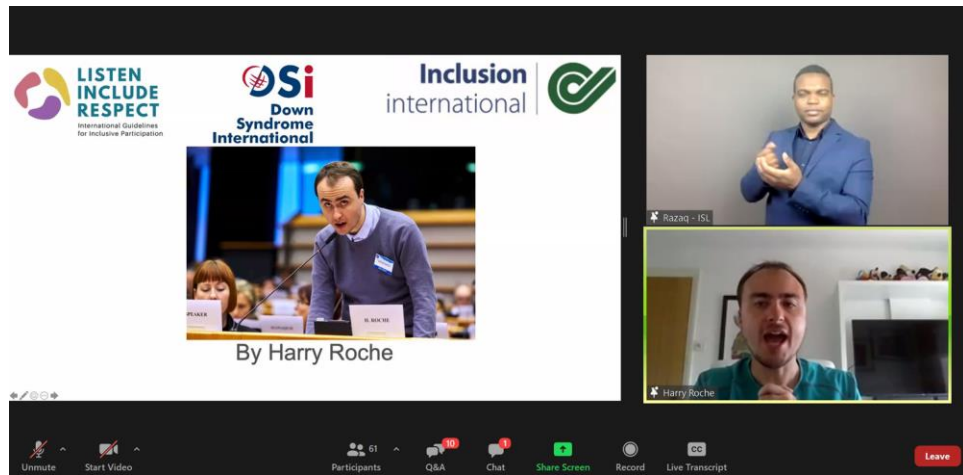 LISTEN
INCLUDE
RESPECT
International Guidelines
for Inclusive Participation
DSi
Down
Syndrome
International
Inclusion
international
SPEAKER
H. ROCHE
By Harry Roche
Razaq - ISL
Harry Roche
Unmute
Start Video
61
Participants
10
Q&A
1
Chat
Share Screen
Record
CC
Live Transcript
Leave